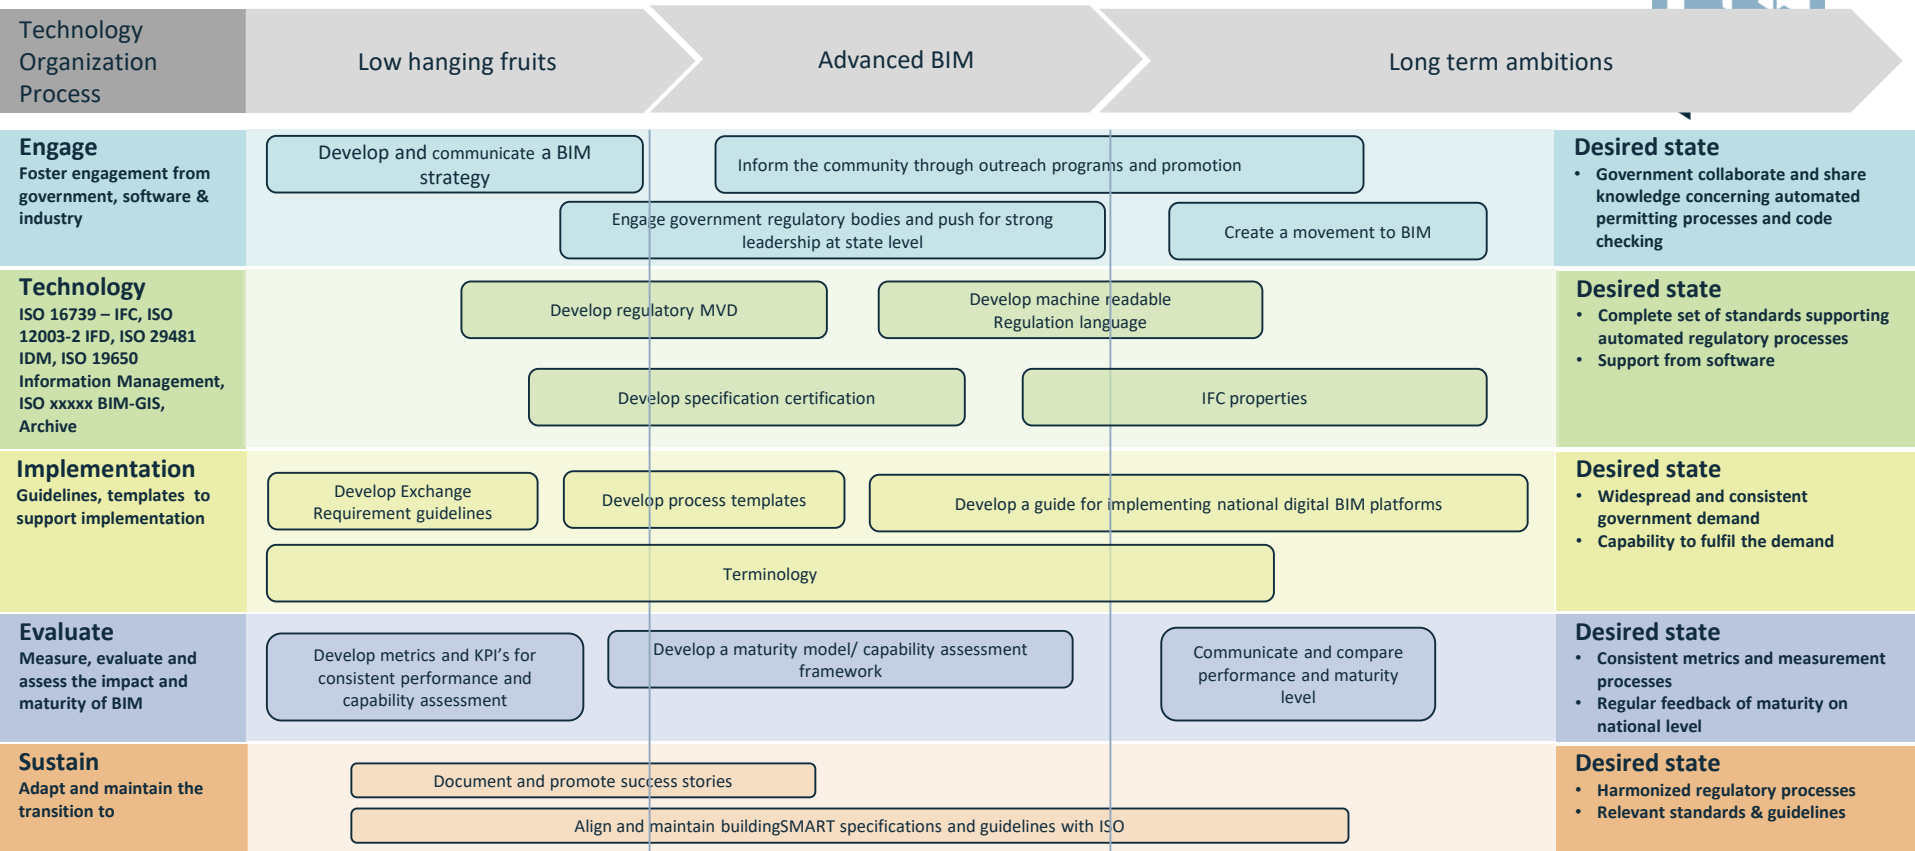 Technology
Organization
Process
Low hanging fruits
Advanced BIM
Long term ambitions
Engage
Foster engagement from
government, software &
industry
Develop and communicate a BIM
strategy
Inform the community through outreach programs and promotion
Engage government regulatory bodies and push for strong
leadership at state level
Create a movement to BIM
Desired state
• Government collaborate and share
knowledge concerning automated
permitting processes and code
checking
Technology
ISO 16739 – IFC, ISO
12003-2 IFD, ISO 29481
IDM, ISO 19650
Information Management,
ISO xxxxx BIM-GIS,
Archive
Develop regulatory MVD
Develop machine readable
Regulation language
Develop specification certification
IFC properties
Desired state
• Complete set of standards supporting
automated regulatory processes
• Support from software
Implementation
Guidelines, templates to
support implementation
Develop Exchange
Requirement guidelines
Develop process templates
Develop a guide for implementing national digital BIM platforms
Terminology
Desired state
• Widespread and consistent
government demand
• Capability to fulfil the demand
Evaluate
Measure, evaluate and
assess the impact and
maturity of BIM
Develop metrics and KPI's for
consistent performance and
capability assessment
Develop a maturity model/ capability assessment
framework
Communicate and compare
performance and maturity
level
Desired state
• Consistent metrics and measurement
processes
• Regular feedback of maturity on
national level
Sustain
Adapt and maintain the
transition to
Document and promote success stories
Align and maintain buildingSMART specifications and guidelines with ISO
Desired state
• Harmonized regulatory processes
• Relevant standards & guidelines